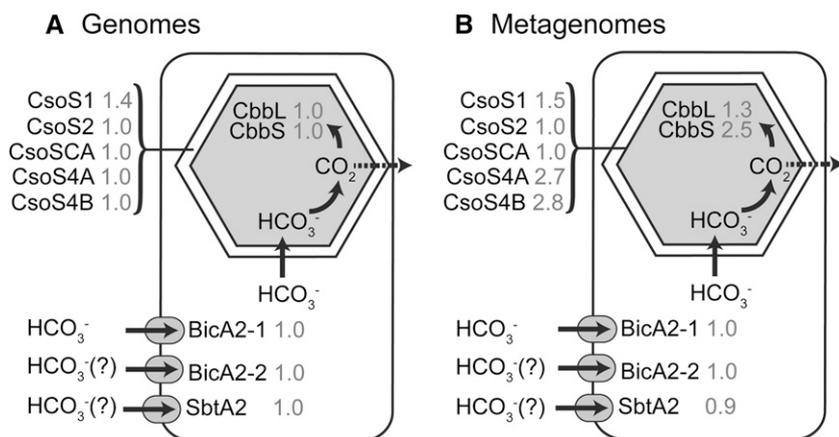 A Genomes
CsoS1 1.4
CsoS2 1.0
CsoSCA 1.0
CsoS4A 1.0
CsoS4B 1.0
CbbL 1.0
CbbS 1.0
CO2
HCO3-
HCO3-
HCO3- BicA2-1 1.0
HCO3-(?) BicA2-2 1.0
HCO3-(?) SbtA2 1.0
B Metagenomes
CsoS1 1.5
CsoS2 1.0
CsoSCA 1.0
CsoS4A 2.7
CsoS4B 2.8
CbbL 1.3
CbbS 2.5
CO2
HCO3-
HCO3-
HCO3- BicA2-1 1.0
HCO3-(?) BicA2-2 1.0
HCO3-(?) SbtA2 0.9